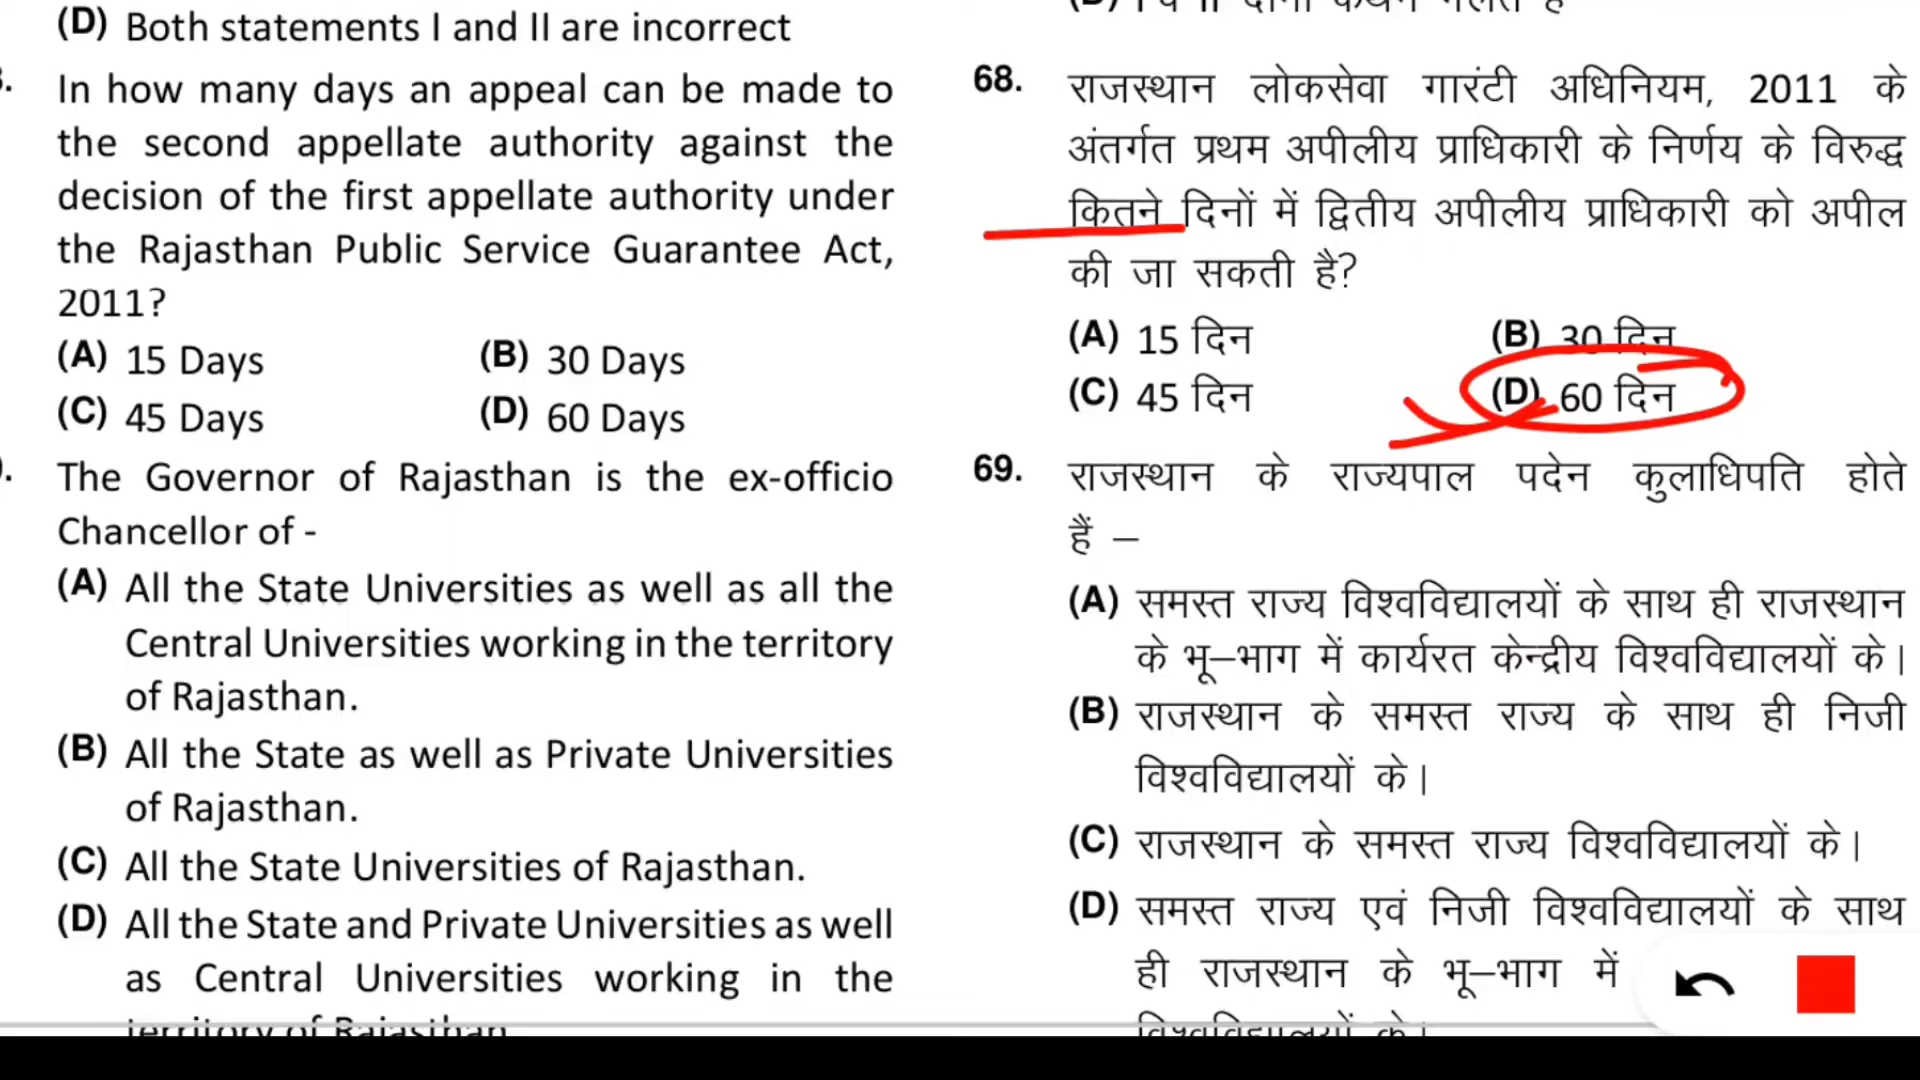 (D) Both statements I and II are incorrect
In how many days an appeal can be made to
the second appellate authority against the
decision of the first appellate authority under
the Rajasthan Public Service Guarantee Act,
2011?
(A) 15 Days (B) 30 Days
(C) 45 Days (D) 60 Days
The Governor of Rajasthan is the ex-officio
Chancellor of -
(A) All the State Universities as well as all the
Central Universities working in the territory
of Rajasthan.
(B) All the State as well as Private Universities
of Rajasthan.
(C) All the State Universities of Rajasthan.
(D) All the State and Private Universities as well
as Central Universities working in the
territory of Rajasthan
68. राजस्थान लोकसेवा गारंटी अधिनियम, 2011 के
अंतर्गत प्रथम अपीलीय प्राधिकारी के निर्णय के विरुद्ध
कितने दिनों में द्वितीय अपीलीय प्राधिकारी को अपील
की जा सकती है?
(A) 15 दिन (B) 30 दिन
(C) 45 दिन (D) 60 दिन
69. राजस्थान के राज्यपाल पदेन कुलाधिपति होते
हैं –
(A) समस्त राज्य विश्वविद्यालयों के साथ ही राजस्थान
के भू–भाग में कार्यरत केन्द्रीय विश्वविद्यालयों के।
(B) राजस्थान के समस्त राज्य के साथ ही निजी
विश्वविद्यालयों के।
(C) राजस्थान के समस्त राज्य विश्वविद्यालयों के।
(D) समस्त राज्य एवं निजी विश्वविद्यालयों के साथ
ही राजस्थान के भू–भाग में
विश्वविद्यालयों के।